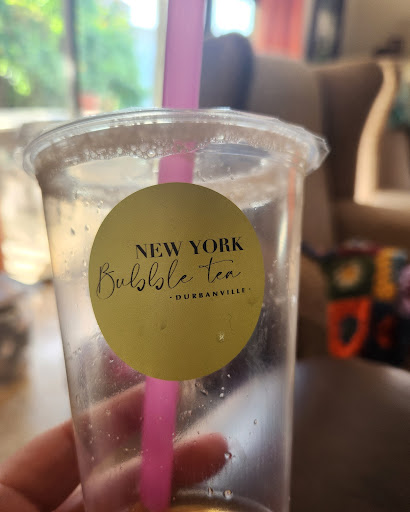 NEW YORK
Bubble tea
· DURBANVILLE ·